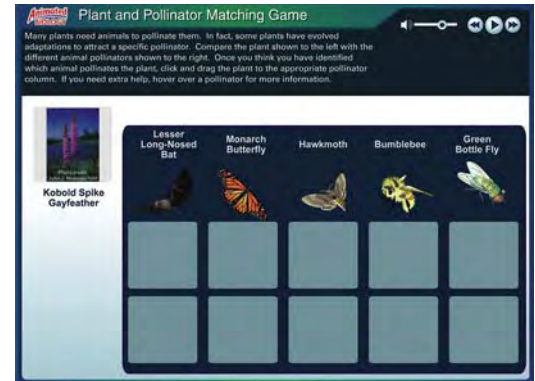 Animated
BIOLOGY
Plant and Pollinator Matching Game
Many plants need animals to pollinate them. In fact, some plants have evolved
adaptations to attract a specific pollinator. Compare the plant shown to the left with the
different animal pollinators shown to the right. Once you think you have identified
which animal pollinates the plant, click and drag the plant to the appropriate pollinator
column. If you need extra help, hover over a pollinator for more information.
Kobold Spike
Gayfeather
Lesser
Long-Nosed
Bat
Monarch
Butterfly
Hawkmoth
Bumblebee
Green
Bottle Fly